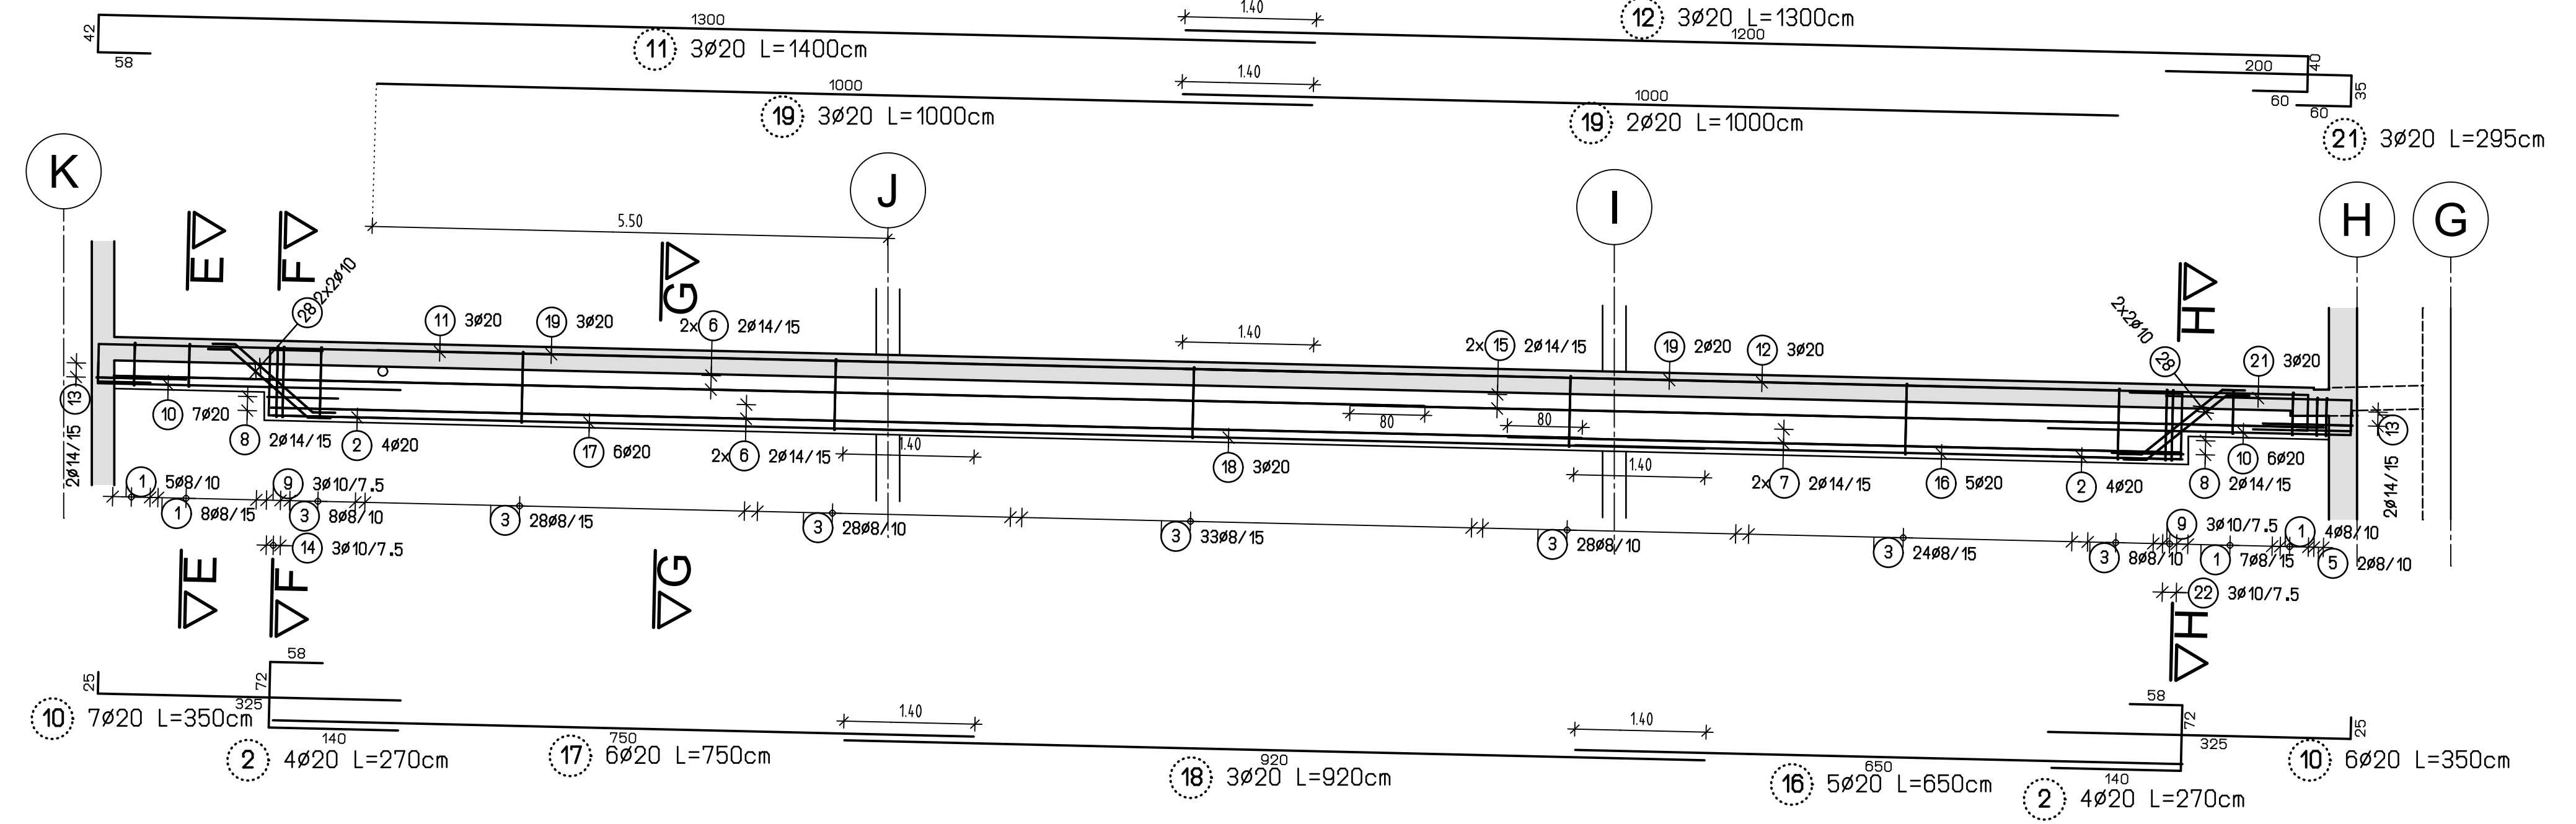 1300
1.40
12 3ø20 L=1300cm
42
58
11 3ø20 L=1400cm
1200
40
200
1.40
1000
1000
60
35
60
19 3ø20 L=1000cm
19 2ø20 L=1000cm
21 3ø20 L=295cm
K
J
I
H
G
5.50
E
F
G
H
28 2x2ø10
11 3ø20
19 3ø20
2x 6 2ø14/15
1.40
2x 15 2ø14/15
19 2ø20
12 3ø20
2x2ø10
28
21 3ø20
13
2ø14/15
10 7ø20
8 2ø14/15
2 4ø20
17 6ø20
2x 6 2ø14/15
1.40
18 3ø20
80
80
1.40
2x 7 2ø14/15
16 5ø20
2 4ø20
8 2ø14/15
10 6ø20
13
2ø14/15
1 5ø8/10
1 8ø8/15
9 3ø10/7.5
3 8ø8/10
14 3ø10/7.5
3 28ø8/15
3 28ø8/10
3 33ø8/15
3 28ø8/10
3 24ø8/15
3 8ø8/10
9 3ø10/7.5
1 7ø8/15
1 4ø8/10
5 2ø8/10
22 3ø10/7.5
E
F
G
H
25
58
72
325
10 7ø20 L=350cm
140
2 4ø20 L=270cm
750
17 6ø20 L=750cm
1.40
920
18 3ø20 L=920cm
1.40
650
16 5ø20 L=650cm
58
72
325
25
140
2 4ø20 L=270cm
10 6ø20 L=350cm